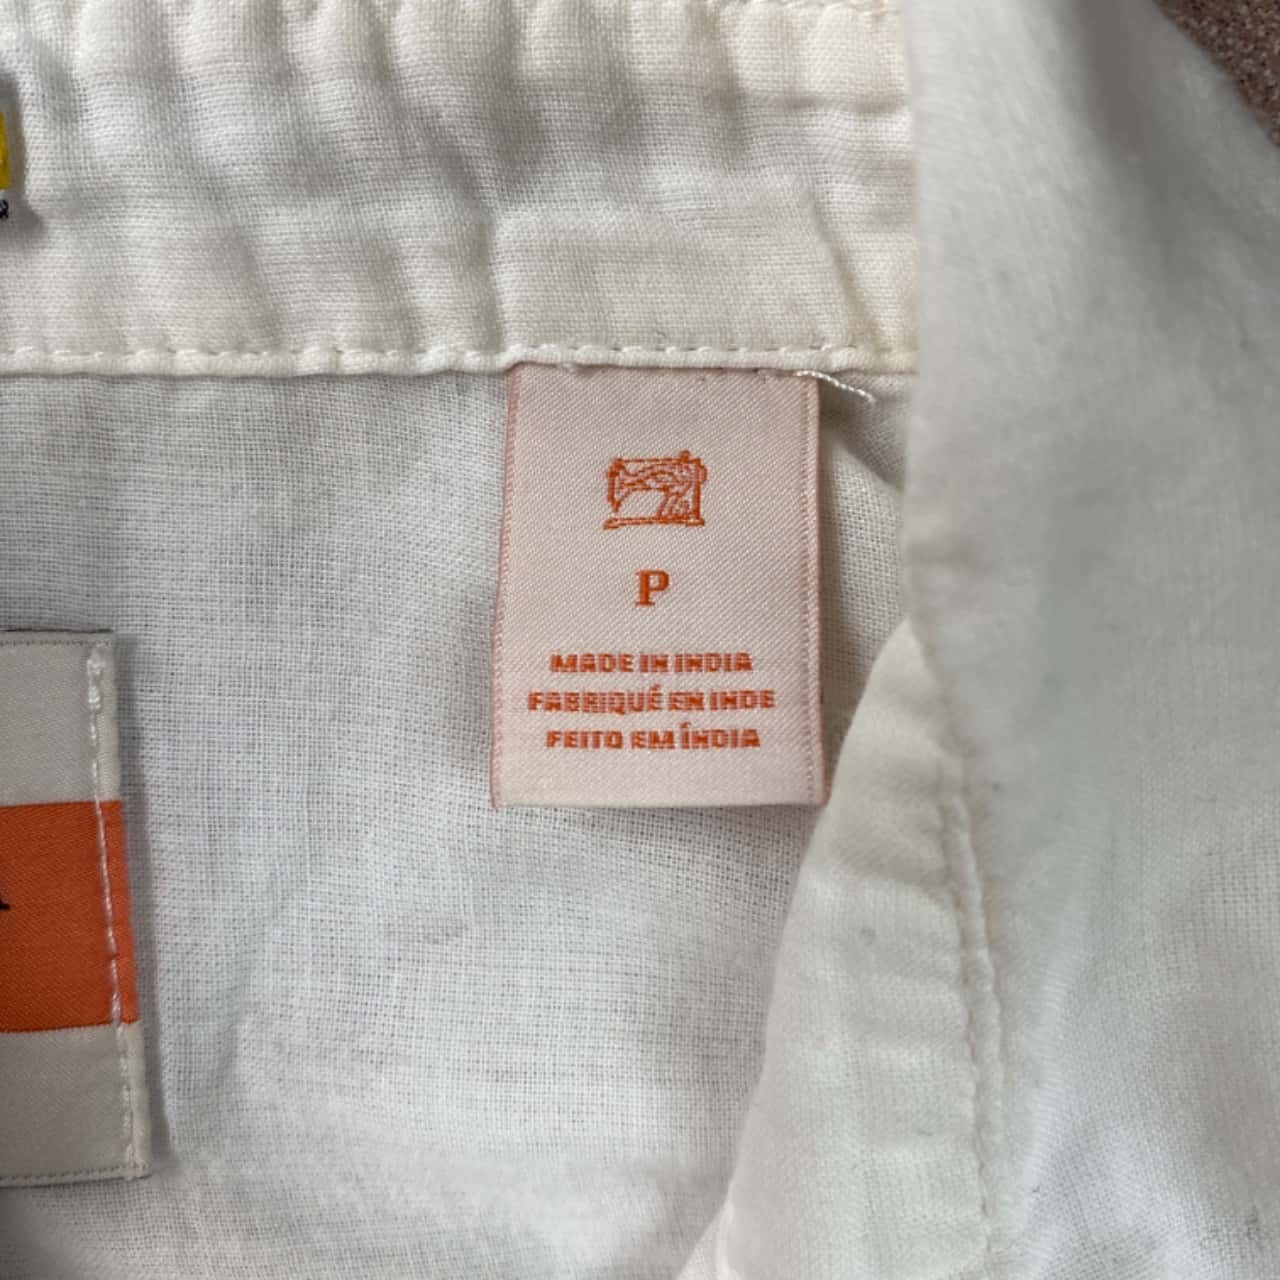 P
MADE IN INDIA
FABRIQUÉ EN INDE
FEITO EM ÍNDIA